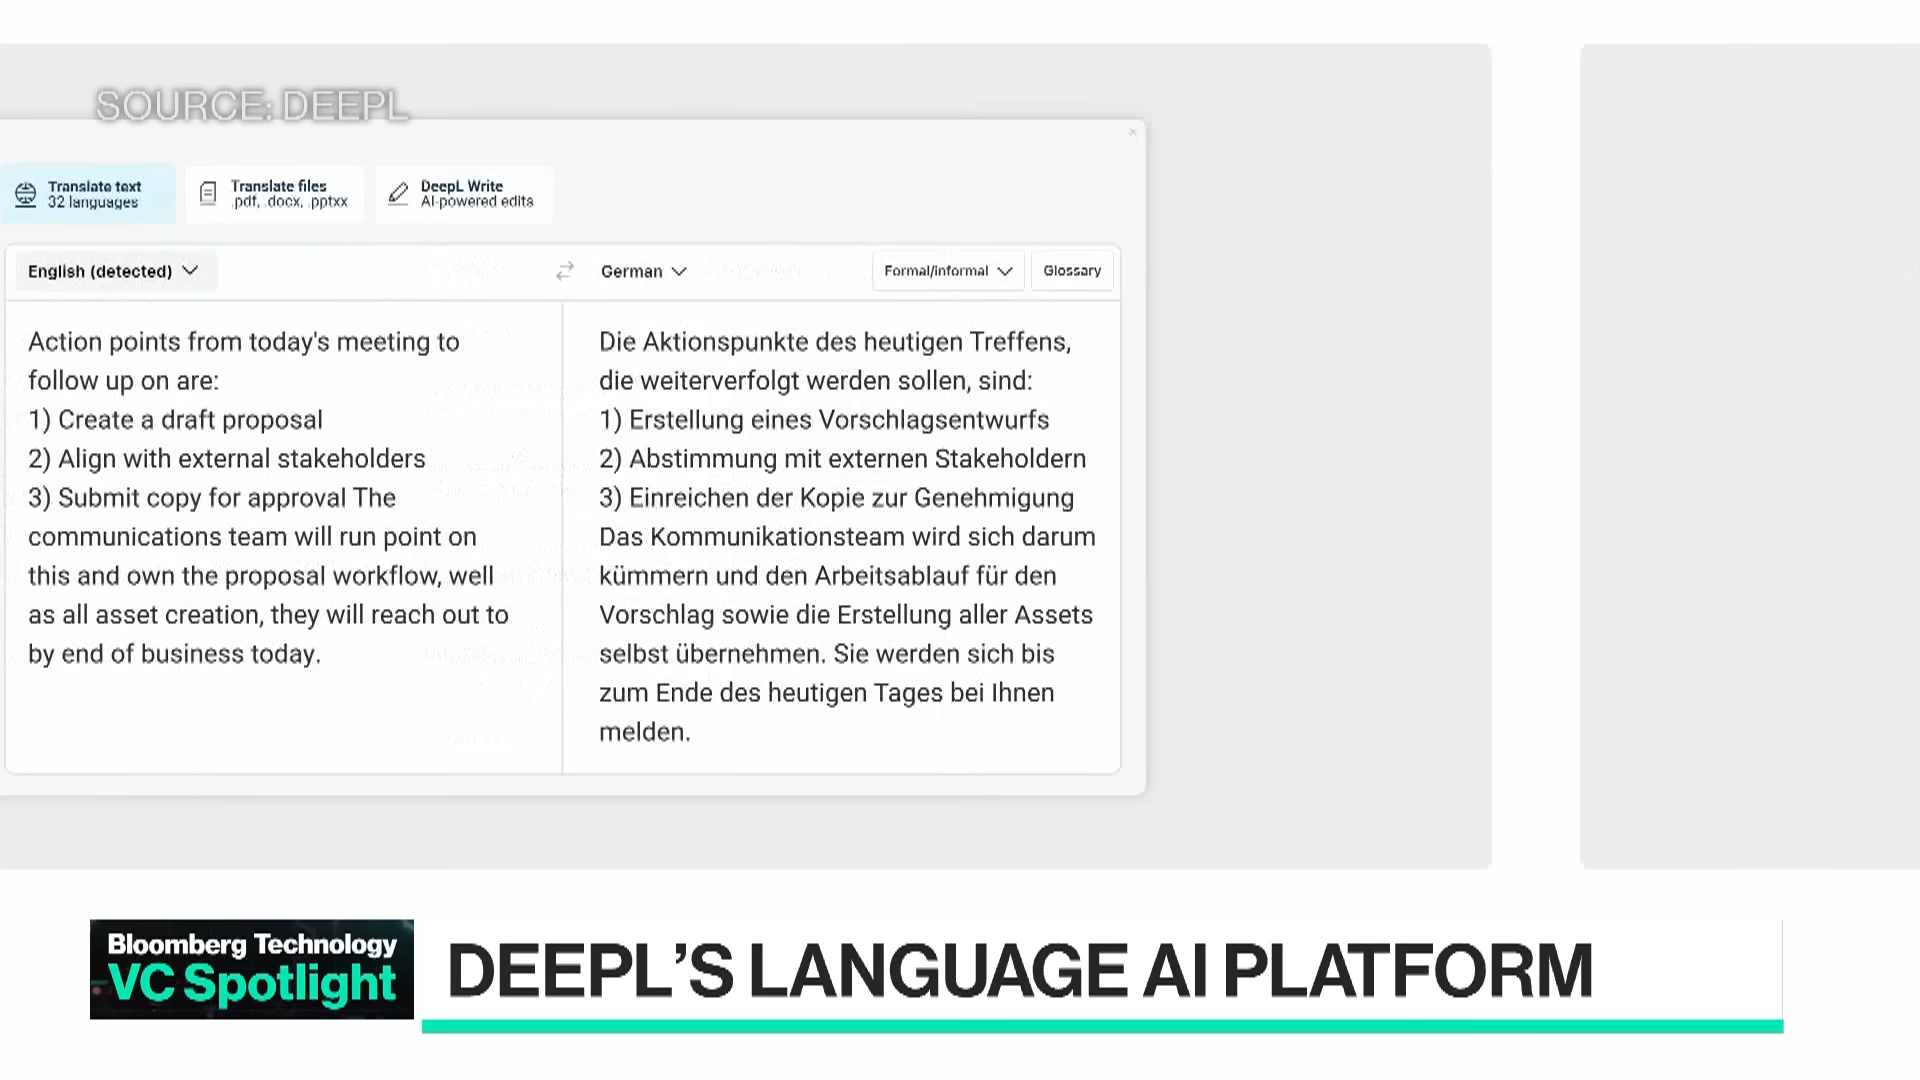 SOURCE: DEEPL
Translate text
32 languages
Translate files
.pdf, .docx, .pptxx
DeepL Write
AI-powered edits
English (detected)
German
Formal/informal
Glossary
Action points from today's meeting to
follow up on are:
1) Create a draft proposal
2) Align with external stakeholders
3) Submit copy for approval The
communications team will run point on
this and own the proposal workflow, well
as all asset creation, they will reach out to
by end of business today.
Die Aktionspunkte des heutigen Treffens,
die weiterverfolgt werden sollen, sind:
1) Erstellung eines Vorschlagsentwurfs
2) Abstimmung mit externen Stakeholdern
3) Einreichen der Kopie zur Genehmigung
Das Kommunikationsteam wird sich darum
kümmern und den Arbeitsablauf für den
Vorschlag sowie die Erstellung aller Assets
selbst übernehmen. Sie werden sich bis
zum Ende des heutigen Tages bei Ihnen
melden.
Bloomberg Technology
VC Spotlight
DEEPL'S LANGUAGE AI PLATFORM